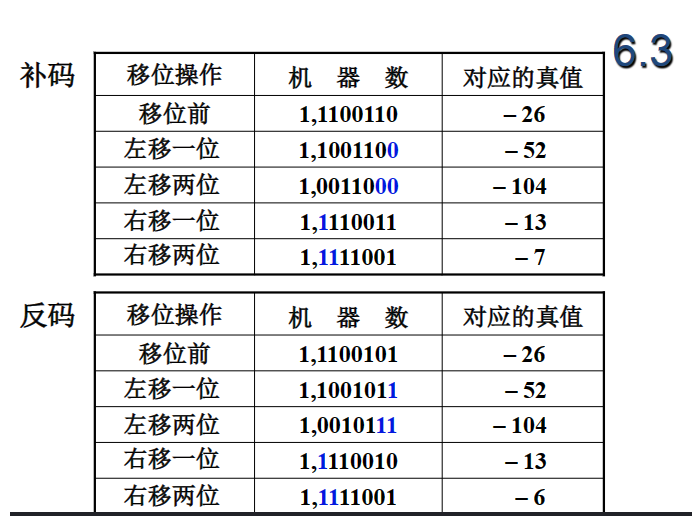 6.3
补码
移位操作 机 器 数 对应的真值
移位前 1,1100110 – 26
左移一位 1,1001100 – 52
左移两位 1,0011000 – 104
右移一位 1,1110011 – 13
右移两位 1,1111001 – 7
反码
移位操作 机 器 数 对应的真值
移位前 1,1100101 – 26
左移一位 1,1001011 – 52
左移两位 1,0010111 – 104
右移一位 1,1110010 – 13
右移两位 1,1111001 – 6